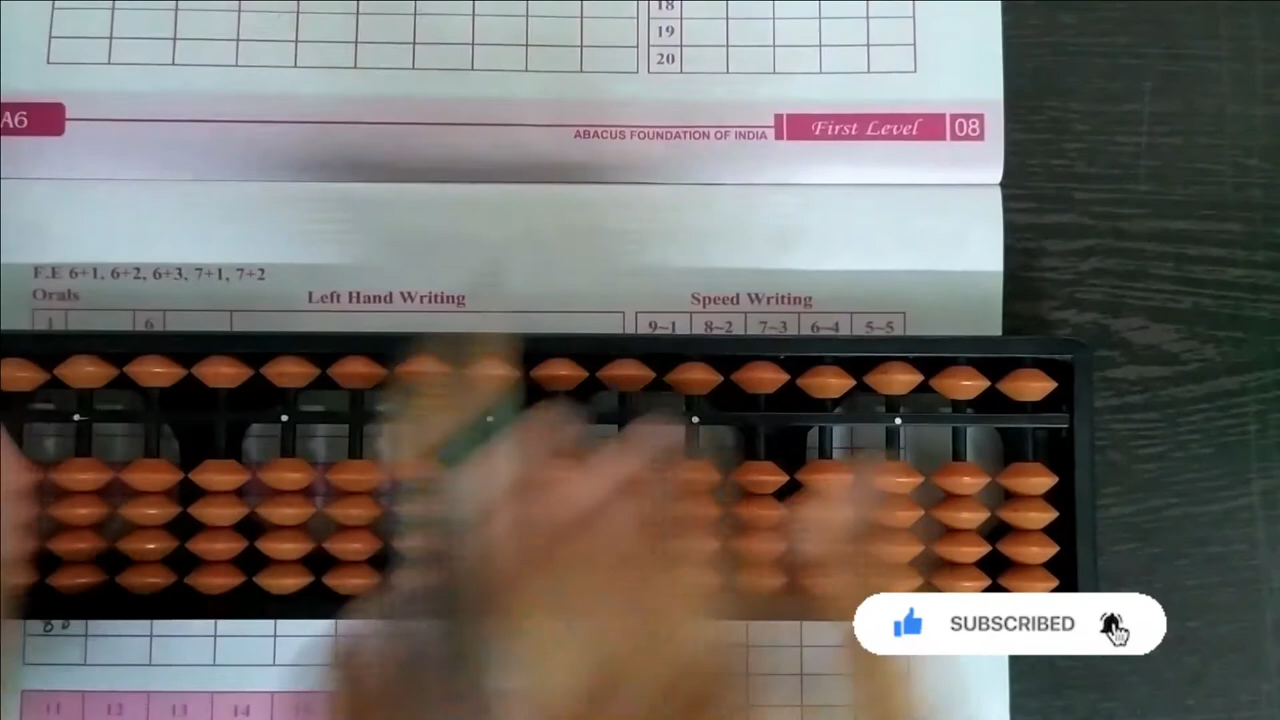 18
19
20
A6
ABACUS FOUNDATION OF INDIA First Level 08
F.E 6+1, 6+2, 6+3, 7+1, 7+2
Orals Left Hand Writing Speed Writing
1 6 9~1 8~2 7~3 6~4 5~5
SUBSCRIBED
11 12 13 14